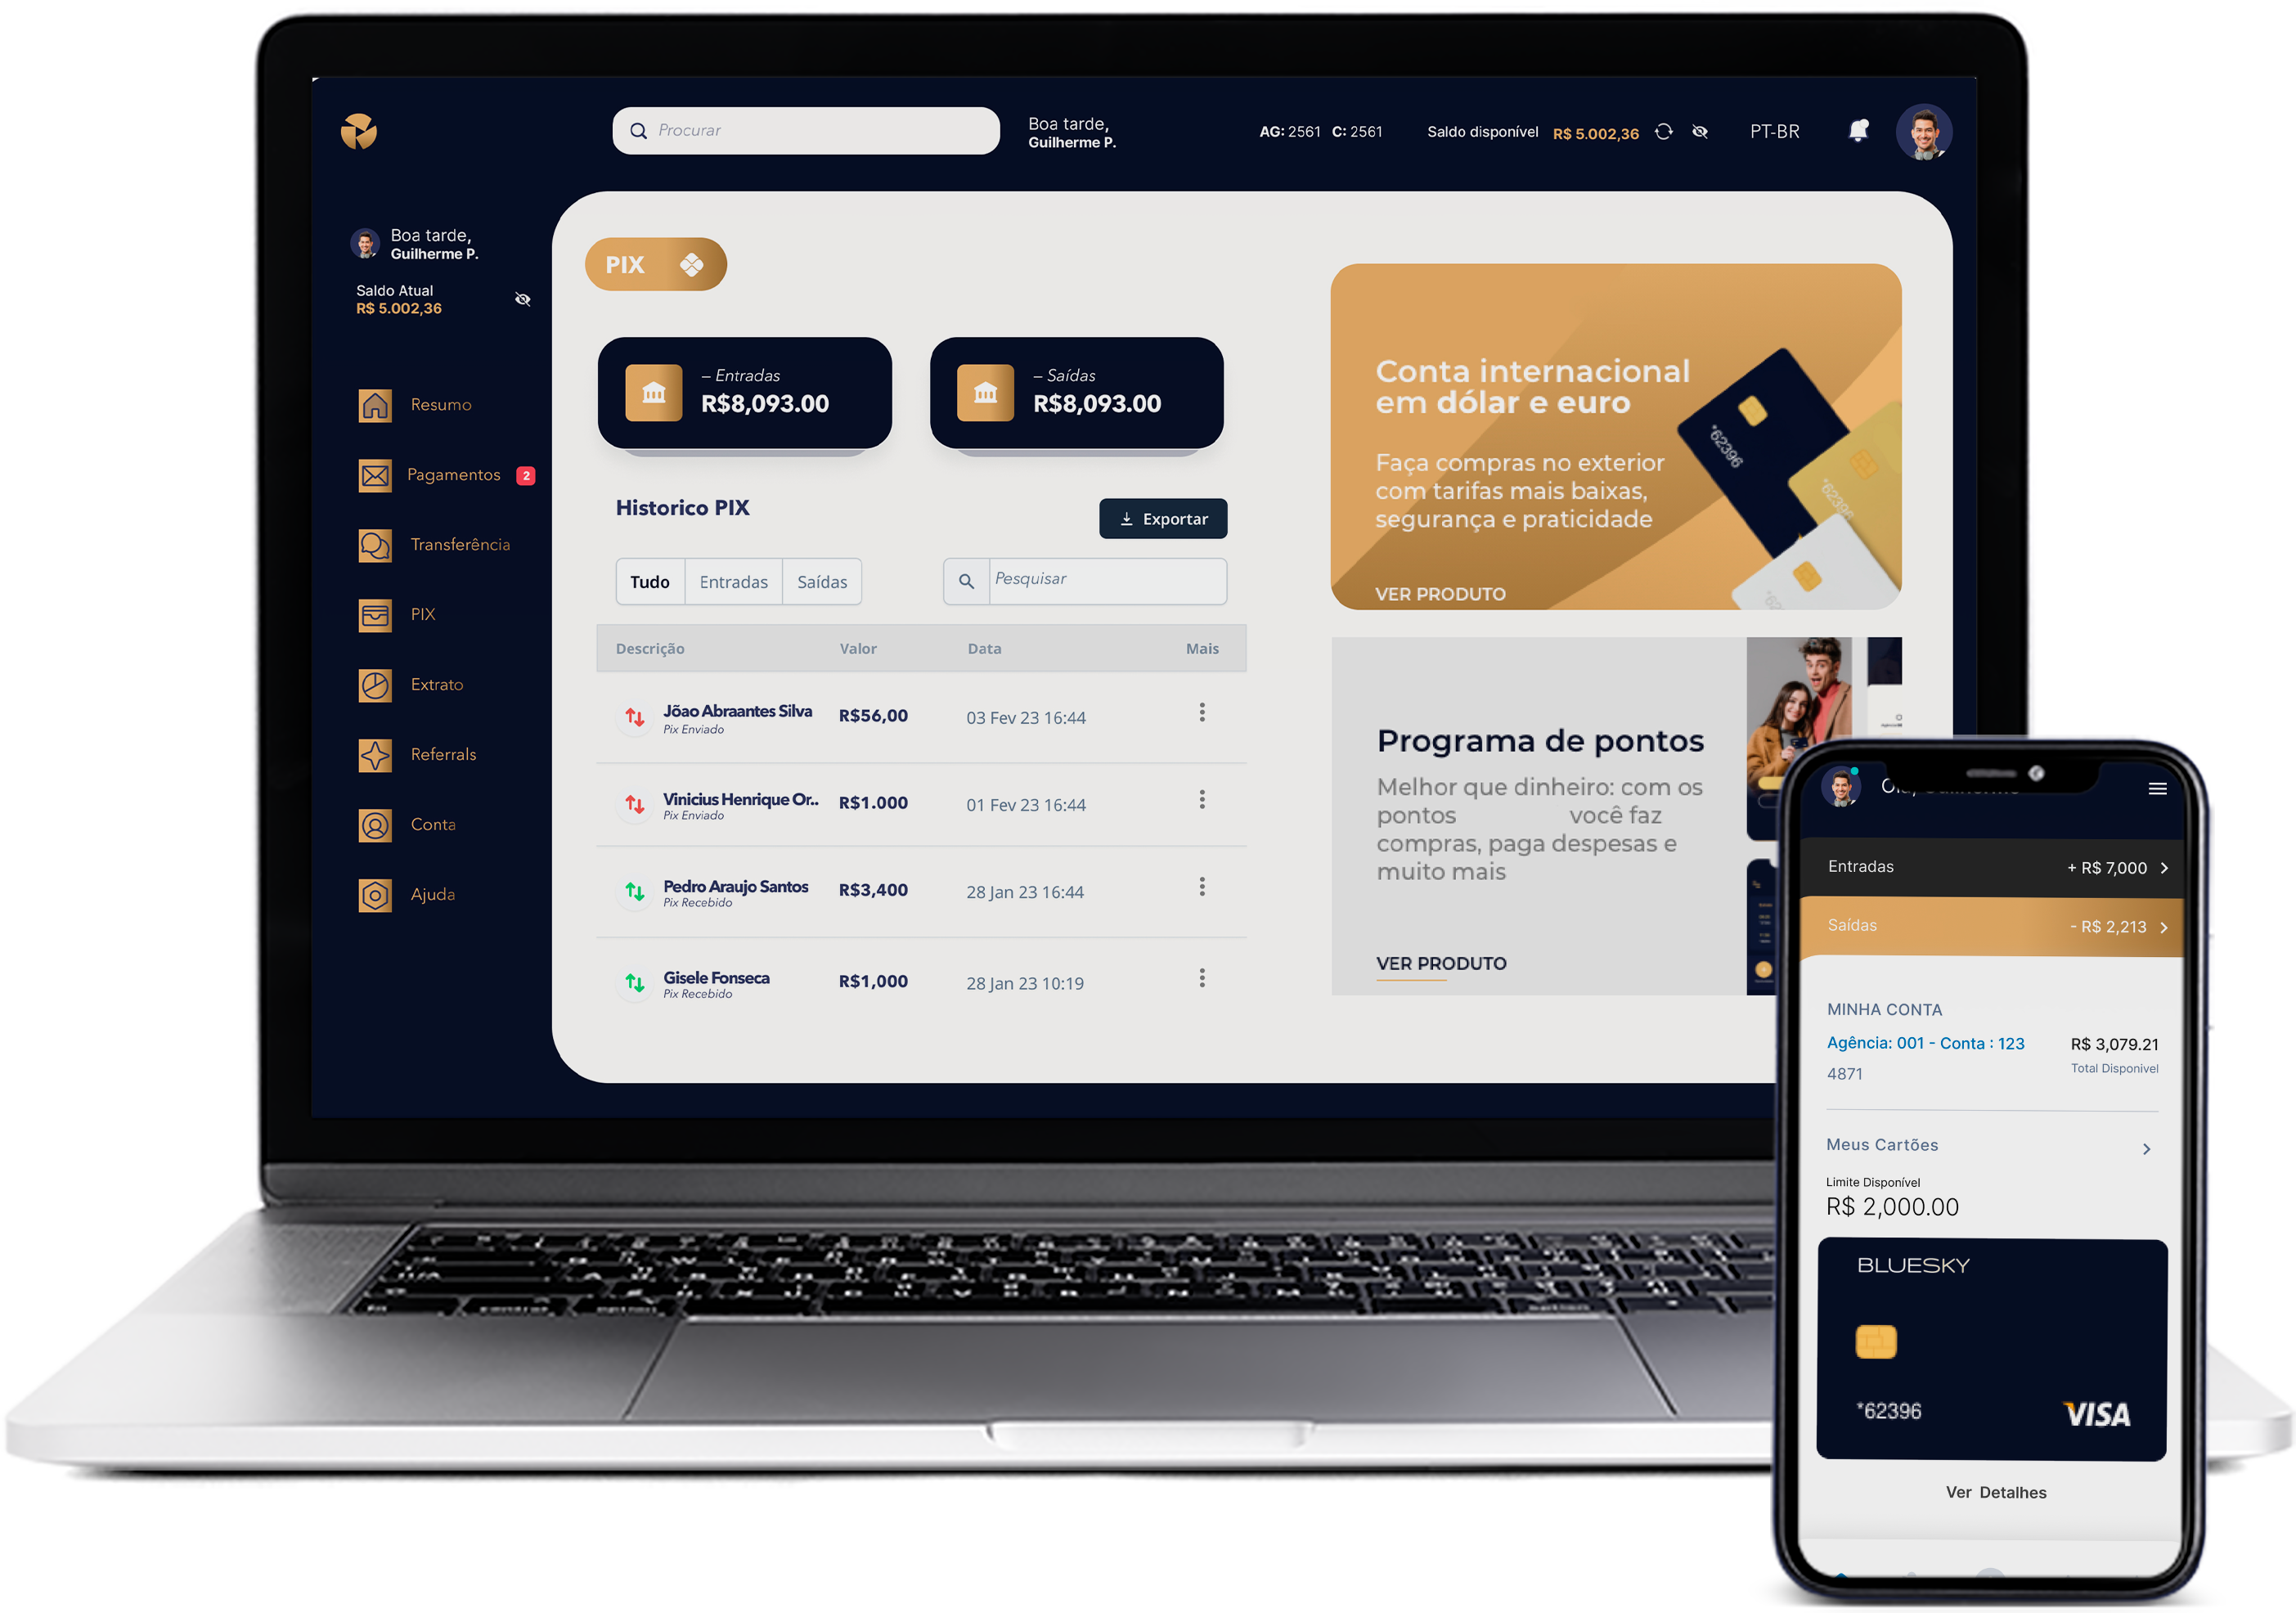 Procurar
Boa tarde,
Guilherme P.
AG: 2561 C: 2561
Saldo disponível R$ 5.002,36
PT-BR
Boa tarde,
Guilherme P.
Saldo Atual
R$ 5.002,36
Resumo
Pagamentos 2
Transferência
PIX
Extrato
Referrals
Conta
Ajuda
PIX
– Entradas
R$8,093.00
– Saídas
R$8,093.00
Historico PIX
Exportar
Tudo Entradas Saídas
Pesquisar
Descrição Valor Data Mais
Jõao Abraantes Silva R$56,00 03 Fev 23 16:44
Pix Enviado
Vinicius Henrique Or.. R$1.000 01 Fev 23 16:44
Pix Enviado
Pedro Araujo Santos R$3,400 28 Jan 23 16:44
Pix Recebido
Gisele Fonseca R$1,000 28 Jan 23 10:19
Pix Recebido
Conta internacional
em dólar e euro
Faça compras no exterior
com tarifas mais baixas,
segurança e praticidade
VER PRODUTO
*62396
*62396
Programa de pontos
Melhor que dinheiro: com os
pontos você faz
compras, paga despesas e
muito mais
VER PRODUTO
Entradas + R$ 7,000
Saídas - R$ 2,213
MINHA CONTA
Agência: 001 - Conta : 123 R$ 3,079.21
4871 Total Disponivel
Meus Cartões
Limite Disponível
R$ 2,000.00
BLUESKY
*62396
VISA
Ver Detalhes